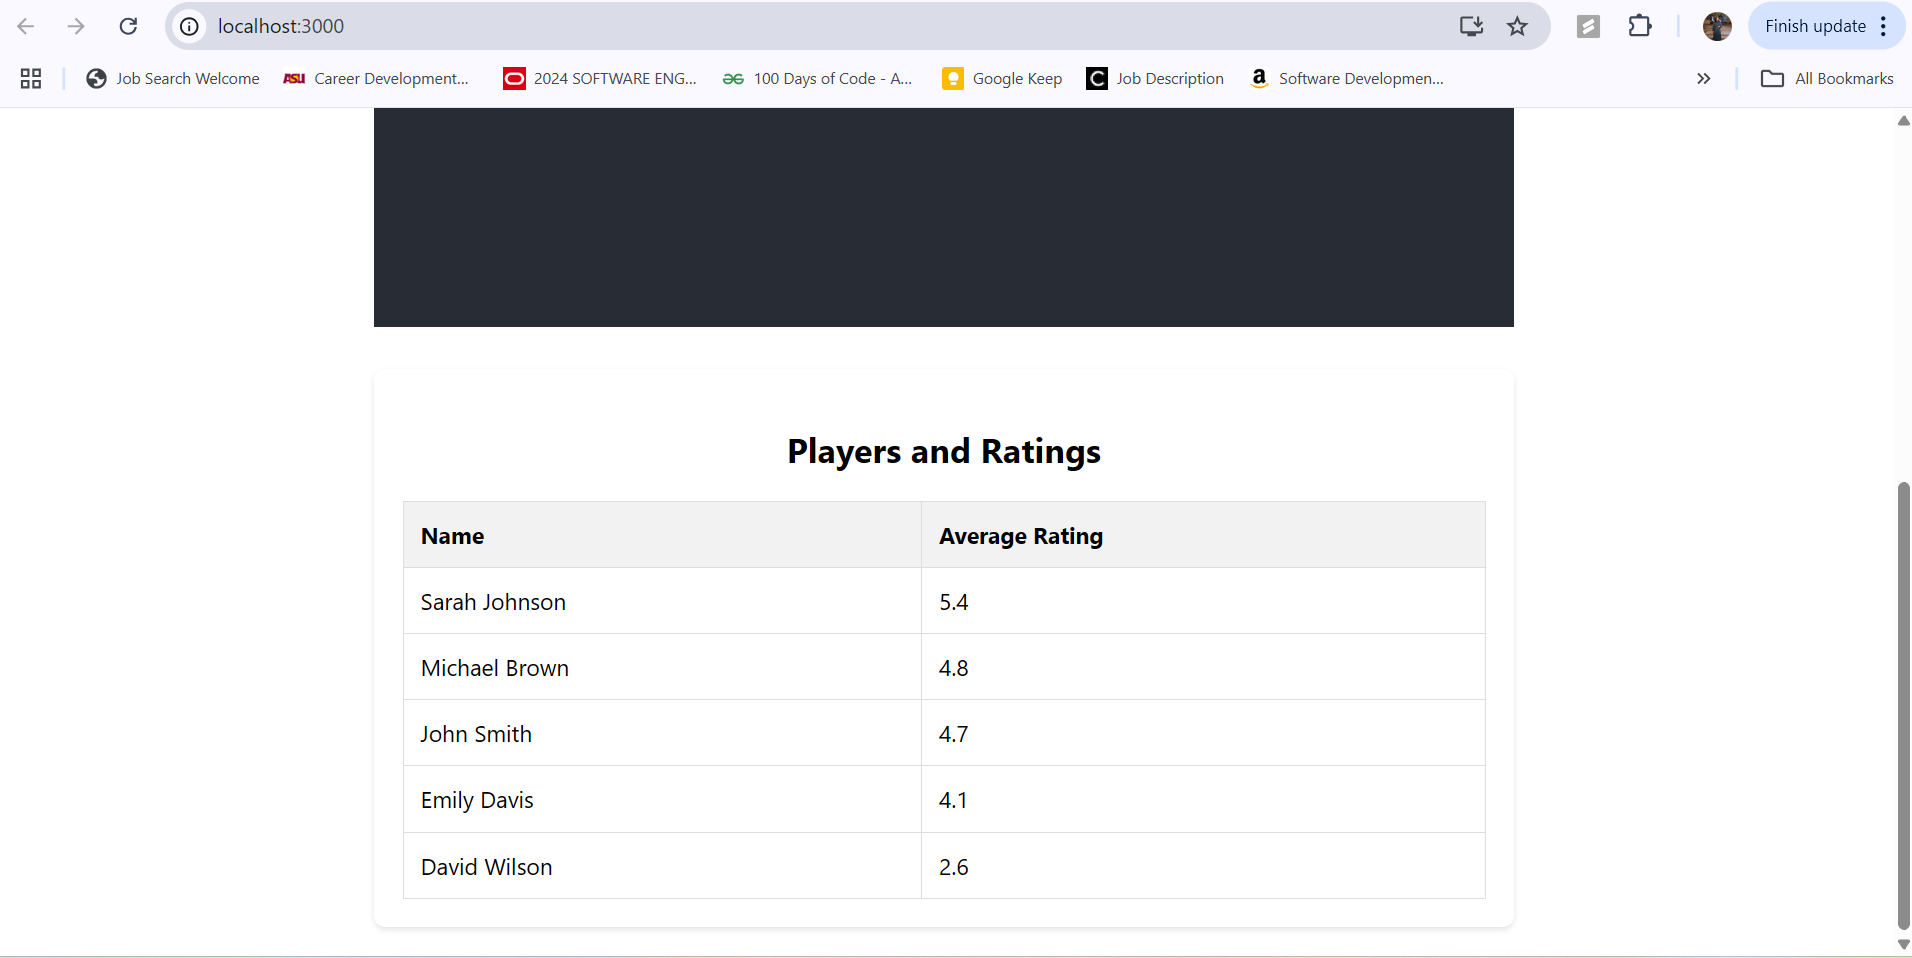 localhost:3000
Finish update
Job Search Welcome
ASU Career Development...
2024 SOFTWARE ENG...
100 Days of Code - A...
Google Keep
C Job Description
a Software Developmen...
All Bookmarks
Players and Ratings
Name Average Rating
Sarah Johnson 5.4
Michael Brown 4.8
John Smith 4.7
Emily Davis 4.1
David Wilson 2.6